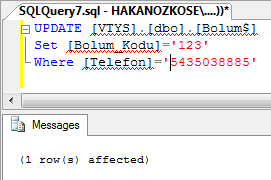 SQLQuery7.sql - HAKANOZKOSE\....))*
UPDATE [VTYS].[dbo].[Bolum$]
Set [Bolum_Kodu]='123'
Where [Telefon]='5435038885'
Messages
(1 row(s) affected)